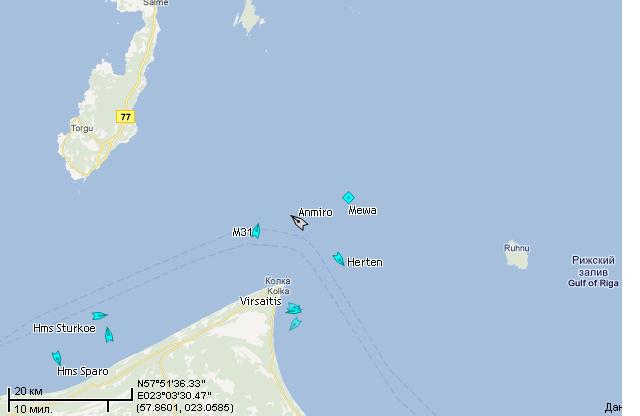 Salme
77
Torgu
Anmiro
Mewa
M31
Ruhnu
Herten
Рижский
залив
Gulf of Riga
Колка
Kolka
Virsaitis
Hms Sturkoe
Hms Sparo
20 км
10 мил.
N57°51'36.33"
E023°03'30.47"
(57.8601, 023.0585)
Дан